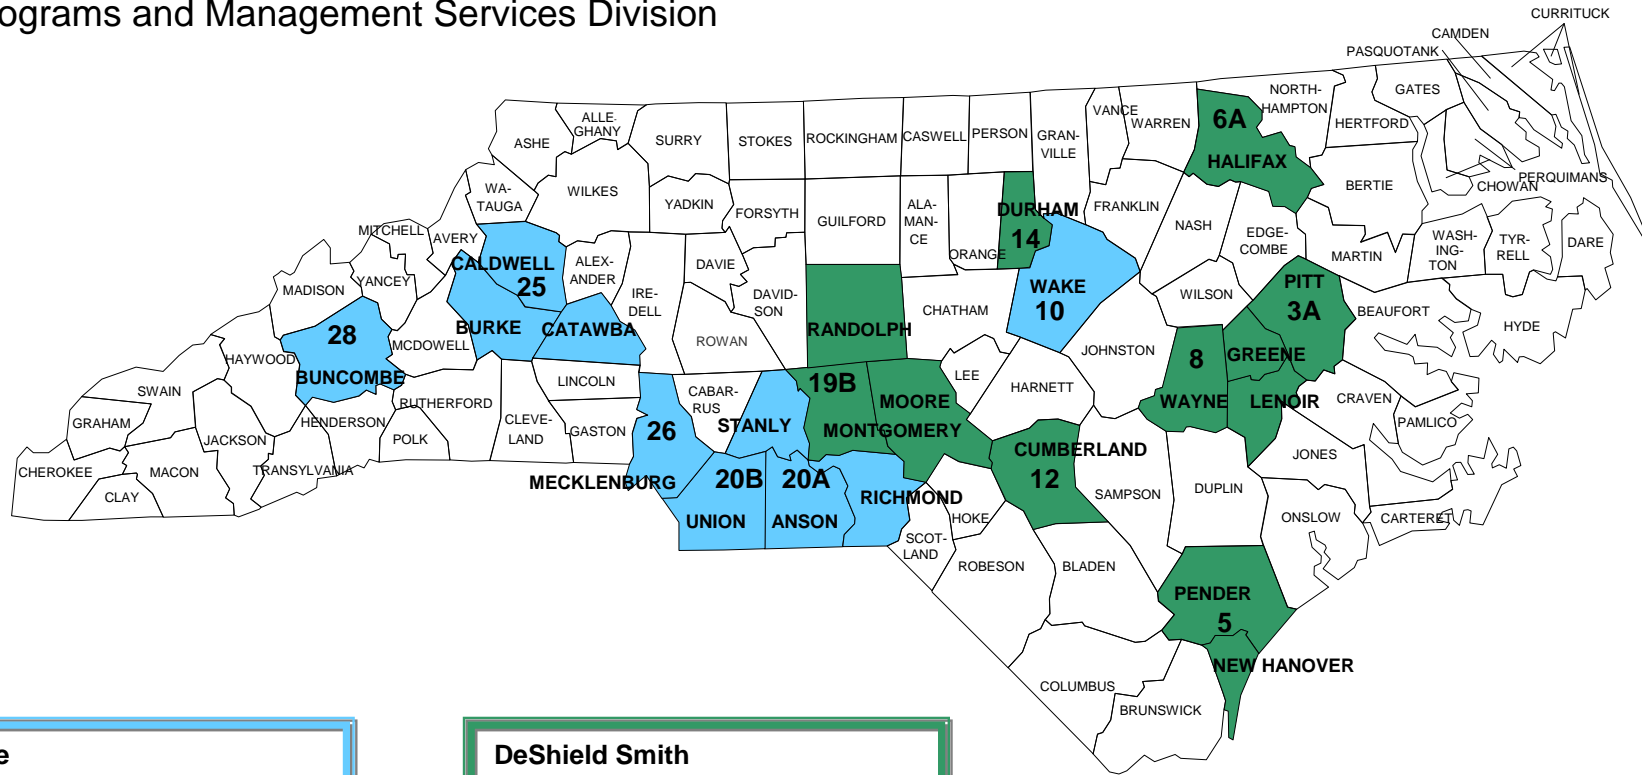 ograms and Management Services Division
CURRITUCK
CAMDEN
PASQUOTANK
GATES
NORTH-
HAMPTON
HERTFORD
VANCE
WARREN
6A
HALIFAX
ALLE-
GHANY
ASHE
SURRY
STOKES
ROCKINGHAM
CASWELL
PERSON
GRAN-
VILLE
PERQUIMANS
CHOWAN
BERTIE
WA-
TAUGA
WILKES
YADKIN
FORSYTH
GUILFORD
ALA-
MAN-
CE
ORANGE
DURHAM
14
FRANKLIN
NASH
EDGE-
COMBE
MARTIN
WASH-
ING-
TON
TYR-
RELL
DARE
MITCHELL
AVERY
YANCEY
MADISON
CALDWELL
25
ALEX-
ANDER
IRE-
DELL
DAVIE
DAVID-
SON
CHATHAM
WAKE
10
WILSON
PITT
3A
BEAUFORT
HYDE
28
BUNCOMBE
HAYWOOD
MCDOWELL
BURKE
CATAWBA
ROWAN
RANDOLPH
JOHNSTON
8
WAYNE
GREENE
LENOIR
CRAVEN
PAMLICO
SWAIN
GRAHAM
JACKSON
HENDERSON
RUTHERFORD
POLK
CLEVE-
LAND
LINCOLN
GASTON
CABAR-
RUS
STANLY
19B
MONTGOMERY
MOORE
LEE
HARNETT
26
MECKLENBURG
20B
UNION
20A
ANSON
RICHMOND
CUMBERLAND
12
SAMPSON
DUPLIN
JONES
CHEROKEE
CLAY
MACON
TRANSYLVANIA
HOKE
SCOT-
LAND
ROBESON
BLADEN
ONSLOW
CARTERET
PENDER
5
NEW HANOVER
COLUMBUS
BRUNSWICK
e
DeShield Smith